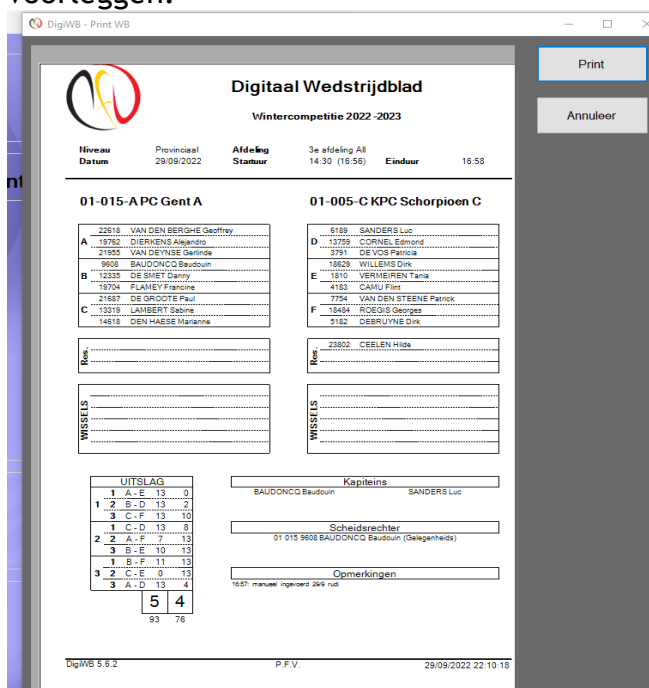 voorleggen.
DigiWB - Print WB
Print
Annuleer
Digitaal Wedstrijdblad
Wintercompetitie 2022 -2023
Niveau Provinciaal Afdeling 3e afdeling All
Datum 29/09/2022 Startuur 14:30 (16:56) Einduur 16:58
01-015-A PC Gent A
22618 VAN DEN BERGHE Geoffrey
A 19762 DIERKENS Alejandro
21955 VAN DEYNSE Gerlinde
9608 BAUDONCQ Baudouin
B 12335 DE SMET Danny
19704 FLAMEY Francine
21687 DE GROOTE Paul
C 13319 LAMBERT Sabine
14618 DEN HAESE Marianne
Res.
WISSELS
01-005-C KPC Schorpioen C
6189 SANDERS Luc
D 13759 CORNEL Edmond
3791 DE VOS Patricia
18629 WILLEMS Dirk
E 1810 VERMEIREN Tania
4183 CAMU Flint
7754 VAN DEN STEENE Patrick
F 18484 ROEGIS Georges
5182 DEBRUYNE Dirk
Res. 23802 CEELEN Hilde
WISSELS
UITSLAG
1 A - E 13 0
1 2 B - D 13 2
3 C - F 13 10
1 C - D 13 8
2 2 A - F 7 13
3 B - E 10 13
1 B - F 11 13
3 2 C - E 0 13
3 A - D 13 4
5 4
93 76
Kapiteins
BAUDONCQ Baudouin SANDERS Luc
Scheidsrechter
01 015 9608 BAUDONCQ Baudouin (Gelegenheids)
Opmerkingen
16:57: manueel ingevoerd 29/9 rudi
DigiWB 5.6.2 P.F.V. 29/09/2022 22:10:18